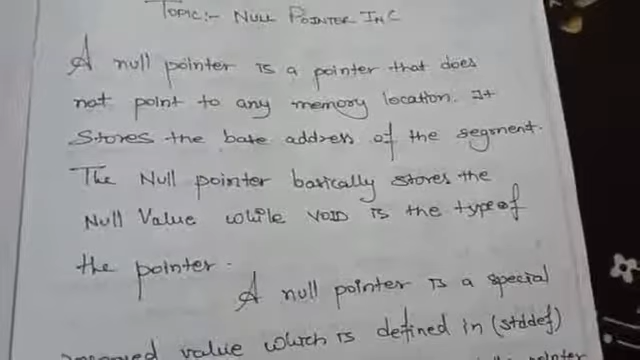 Topic:- Null Pointer In C
A null pointer is a pointer that does
not point to any memory location. It
stores the base address of the segment.
The Null pointer basically stores the
Null Value while VOID is the type of
the pointer.
A null pointer is a special
value which is defined in (stddef)
pointer